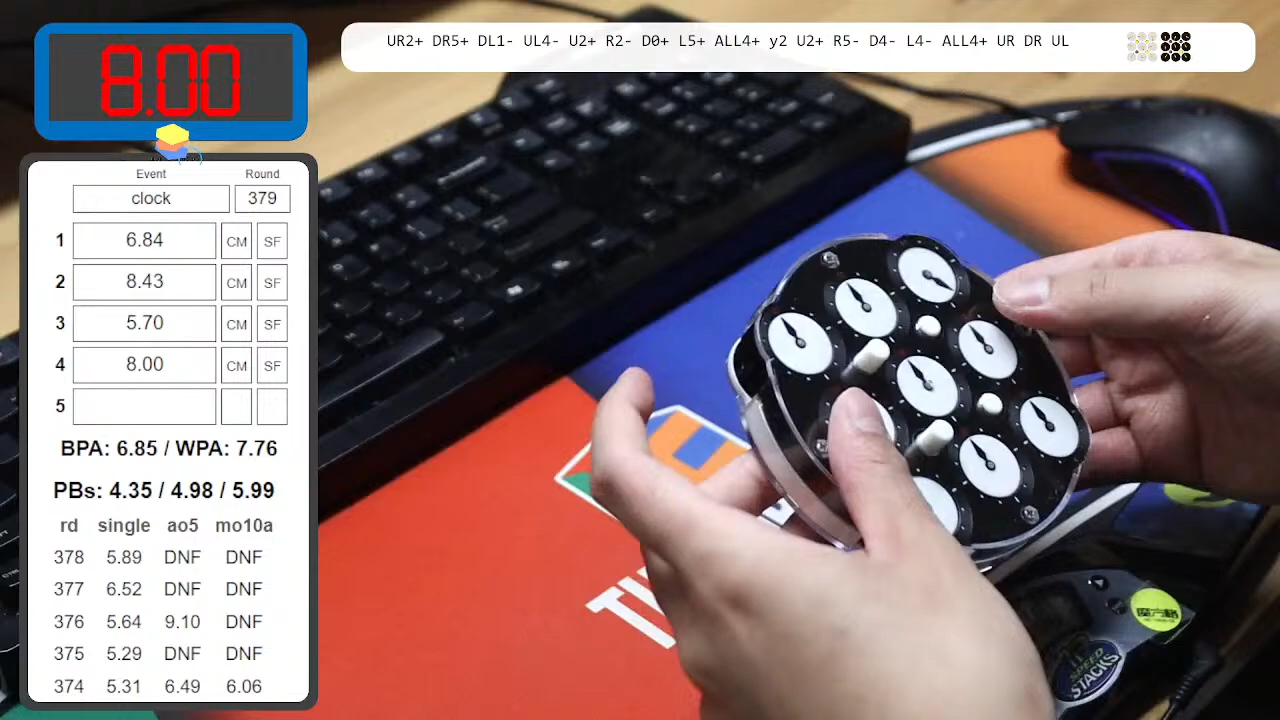 8.00
UR2+ DR5+ DL1- UL4- U2+ R2- D0+ L5+ ALL4+ y2 U2+ R5- D4- L4- ALL4+ UR DR UL
Event Round
clock 379
1 6.84 CM SF
2 8.43 CM SF
3 5.70 CM SF
4 8.00 CM SF
5
BPA: 6.85 / WPA: 7.76
PBs: 4.35 / 4.98 / 5.99
rd single ao5 mo10a
378 5.89 DNF DNF
377 6.52 DNF DNF
376 5.64 9.10 DNF
375 5.29 DNF DNF
374 5.31 6.49 6.06
魔方格
SPEED
STACKS